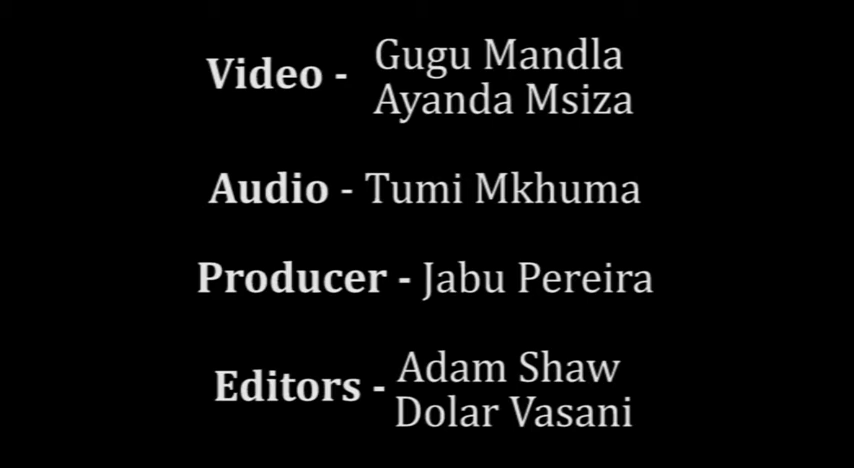 Video - Gugu Mandla
Ayanda Msiza
Audio - Tumi Mkhuma
Producer - Jabu Pereira
Editors - Adam Shaw
Dolar Vasani